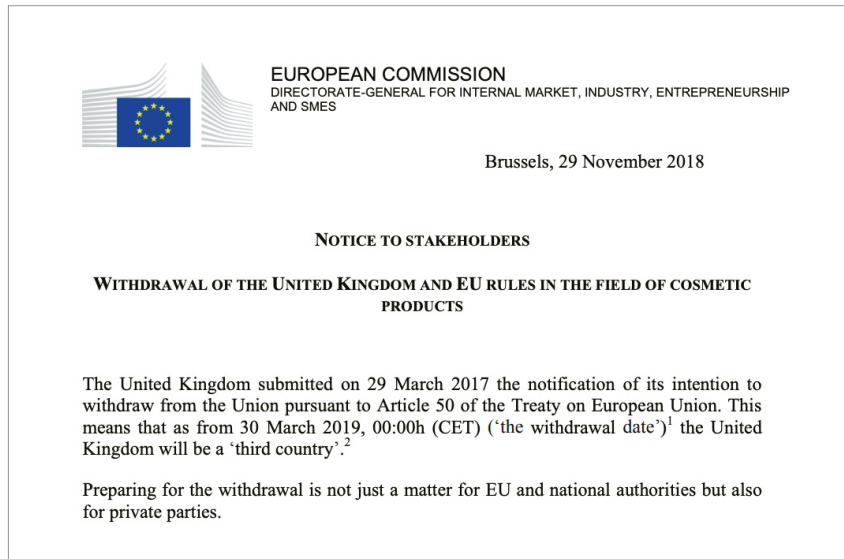 EUROPEAN COMMISSION
DIRECTORATE-GENERAL FOR INTERNAL MARKET, INDUSTRY, ENTREPRENEURSHIP
AND SMES
Brussels, 29 November 2018
NOTICE TO STAKEHOLDERS
WITHDRAWAL OF THE UNITED KINGDOM AND EU RULES IN THE FIELD OF COSMETIC
PRODUCTS
The United Kingdom submitted on 29 March 2017 the notification of its intention to
withdraw from the Union pursuant to Article 50 of the Treaty on European Union. This
means that as from 30 March 2019, 00:00h (CET) (‘the withdrawal date’)¹ the United
Kingdom will be a ‘third country’.²
Preparing for the withdrawal is not just a matter for EU and national authorities but also
for private parties.